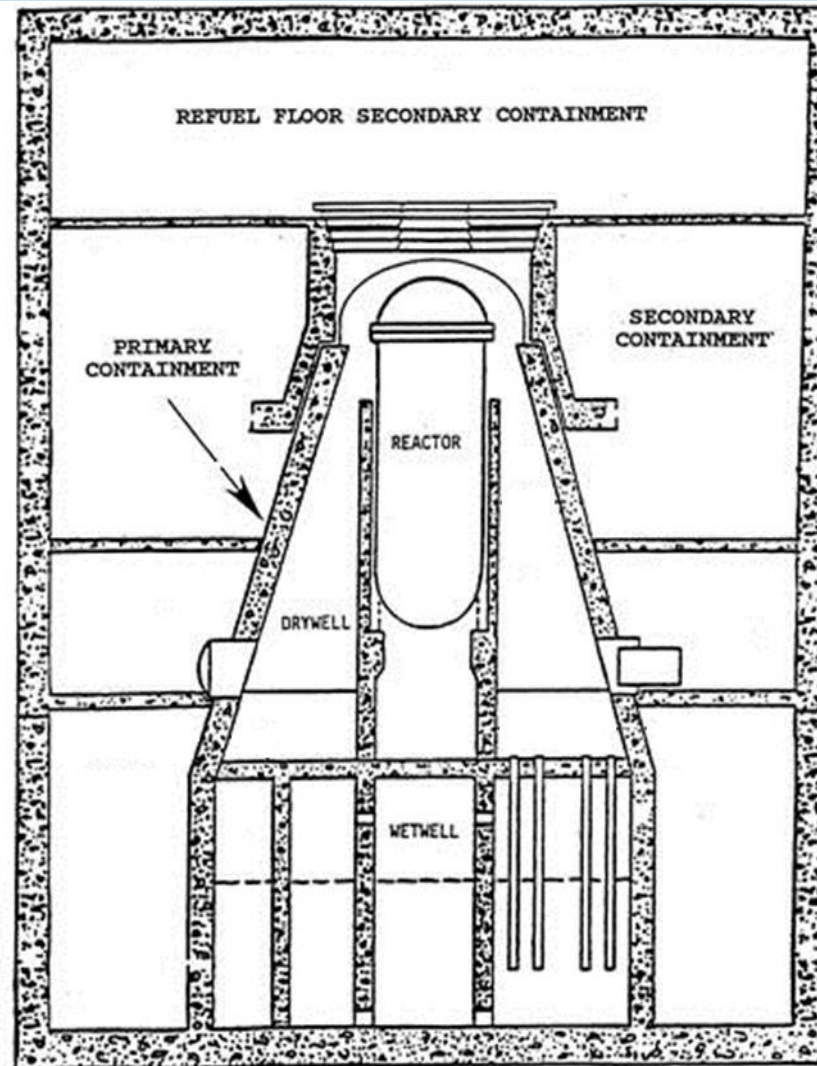 REFUEL FLOOR SECONDARY CONTAINMENT
PRIMARY
CONTAINMENT
SECONDARY
CONTAINMENT
REACTOR
DRYWELL
WETWELL